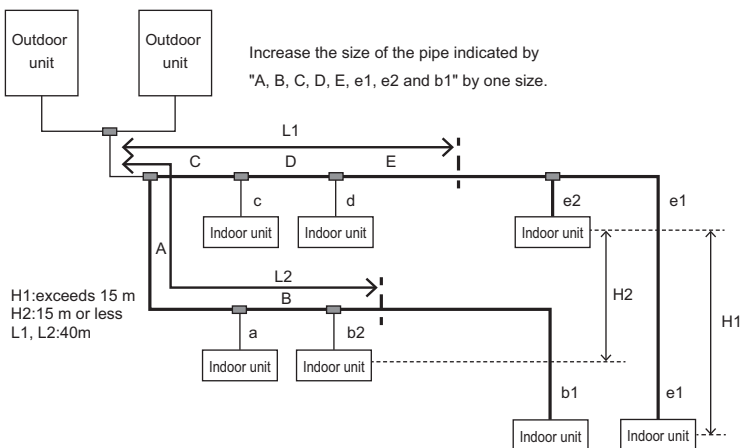 Outdoor
unit
Outdoor
unit
Increase the size of the pipe indicated by
"A, B, C, D, E, e1, e2 and b1" by one size.
L1
C
D
E
c
d
e2
e1
Indoor unit
Indoor unit
Indoor unit
A
L2
H1:exceeds 15 m
H2:15 m or less
L1, L2:40m
B
H2
H1
a
b2
Indoor unit
Indoor unit
b1
e1
Indoor unit
Indoor unit